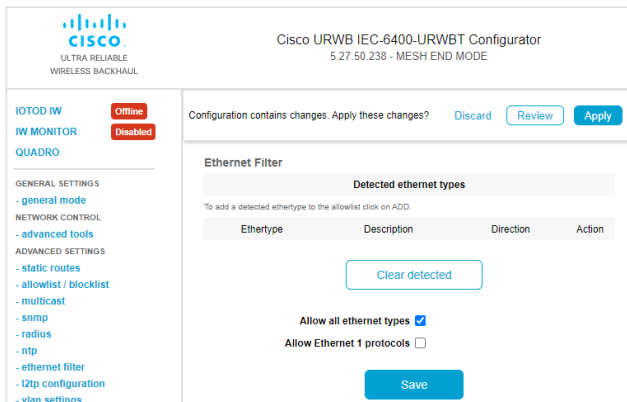 CISCO
ULTRA RELIABLE
WIRELESS BACKHAUL
Cisco URWB IEC-6400-URWBT Configurator
5.27.50.238 - MESH END MODE
IOTOD IW Offline
IW MONITOR Disabled
QUADRO
GENERAL SETTINGS
- general mode
NETWORK CONTROL
- advanced tools
ADVANCED SETTINGS
- static routes
- allowlist / blocklist
- multicast
- snmp
- radius
- ntp
- ethernet filter
- l2tp configuration
- vlan settings
Configuration contains changes. Apply these changes? Discard Review Apply
Ethernet Filter
Detected ethernet types
To add a detected ethertype to the allowlist click on ADD.
Ethertype Description Direction Action
Clear detected
Allow all ethernet types
Allow Ethernet 1 protocols
Save